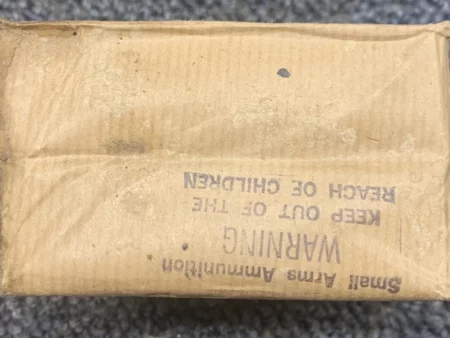 Small Arms Ammunition
WARNING
KEEP OUT OF THE
REACH OF CHILDREN